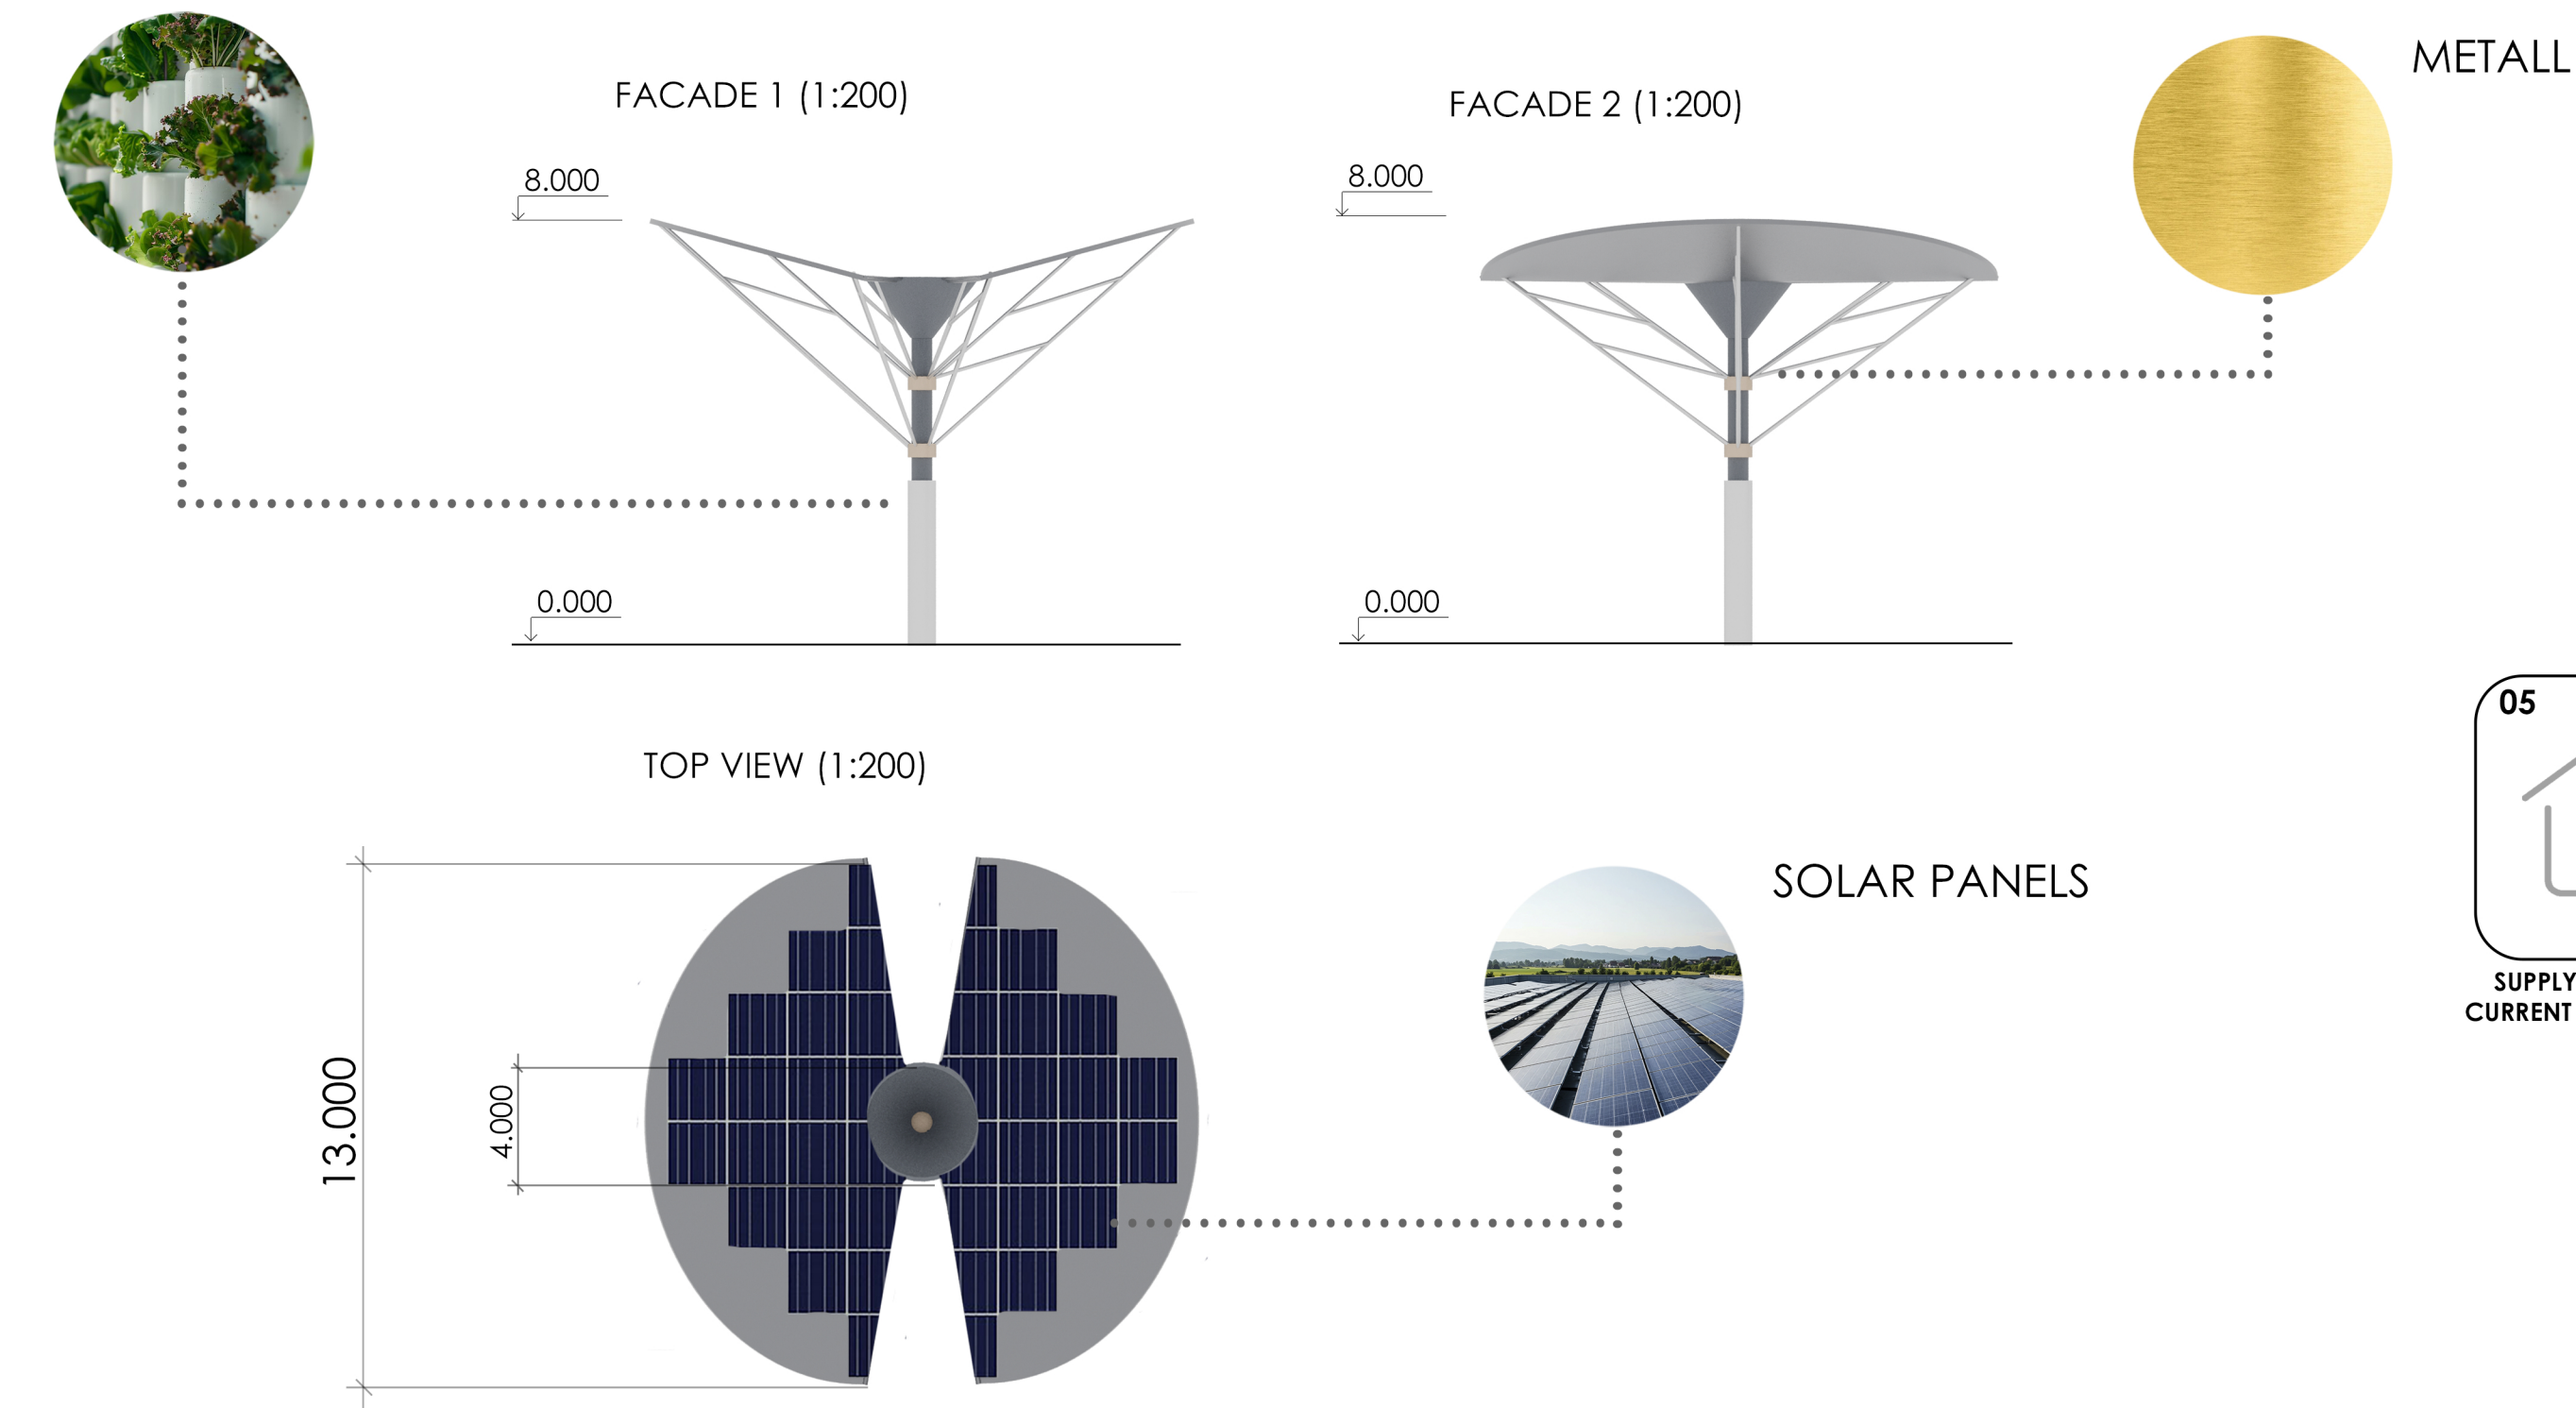 METALL
FACADE 1 (1:200)
FACADE 2 (1:200)
8.000
8.000
0.000
0.000
05
TOP VIEW (1:200)
SOLAR PANELS
SUPPLY
CURRENT
13.000
4.000